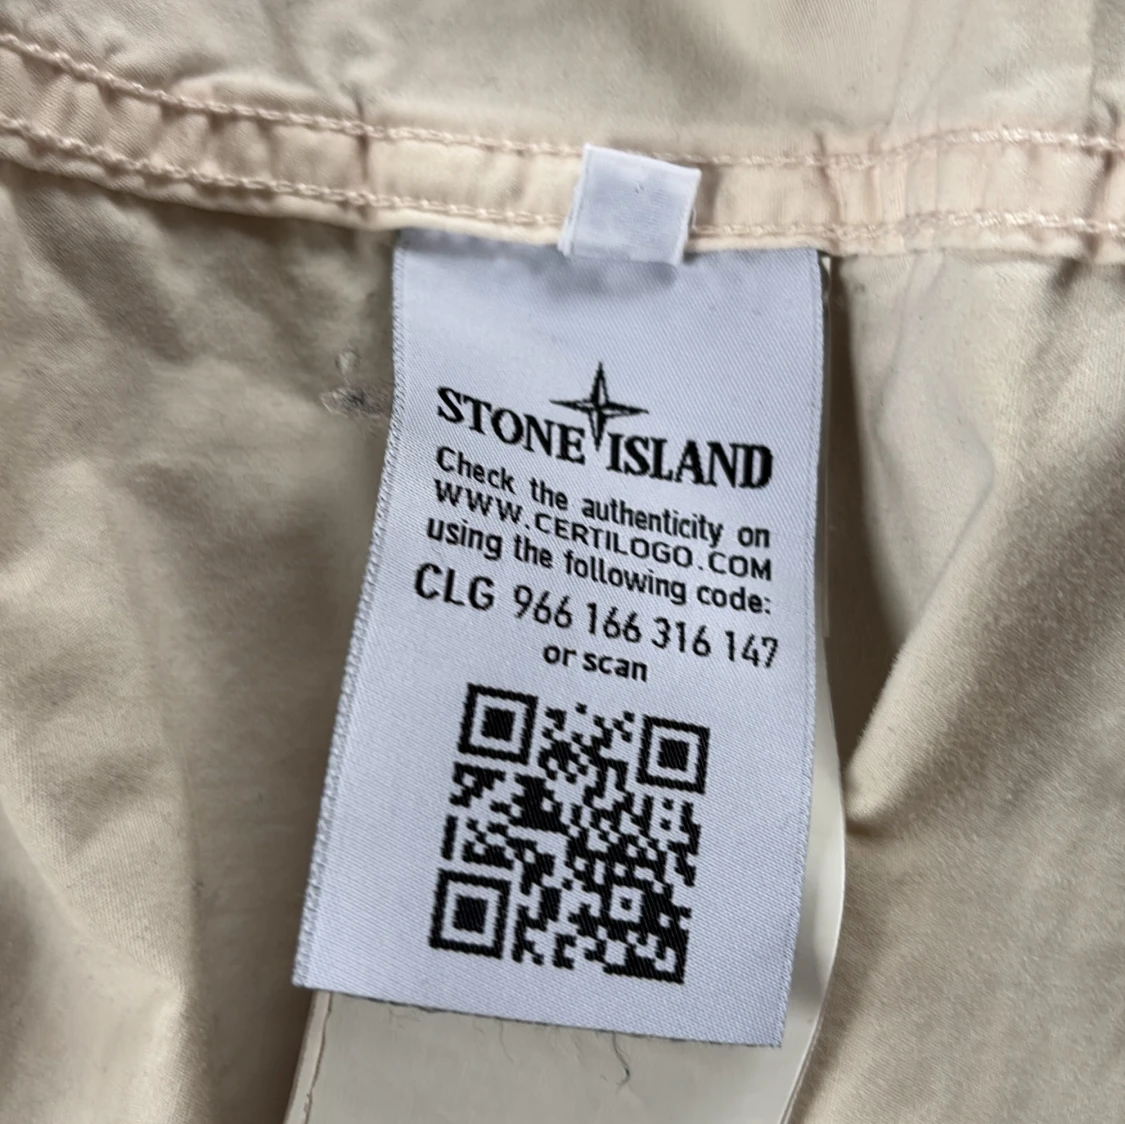 STONE ISLAND
Check the authenticity on
WWW.CERTILOGO.COM
using the following code:
CLG 966 166 316 147
or scan